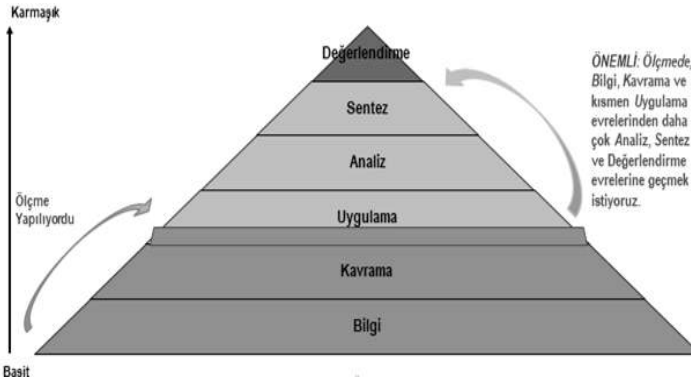 Karmaşık
Değerlendirme
Sentez
Analiz
Uygulama
Kavrama
Bilgi
Ölçme
Yapılıyordu
Basit
ÖNEMLİ: Ölçmede,
Bilgi, Kavrama ve
kısmen Uygulama
evrelerinden daha
çok Analiz, Sentez
ve Değerlendirme
evrelerine geçmek
istiyoruz.